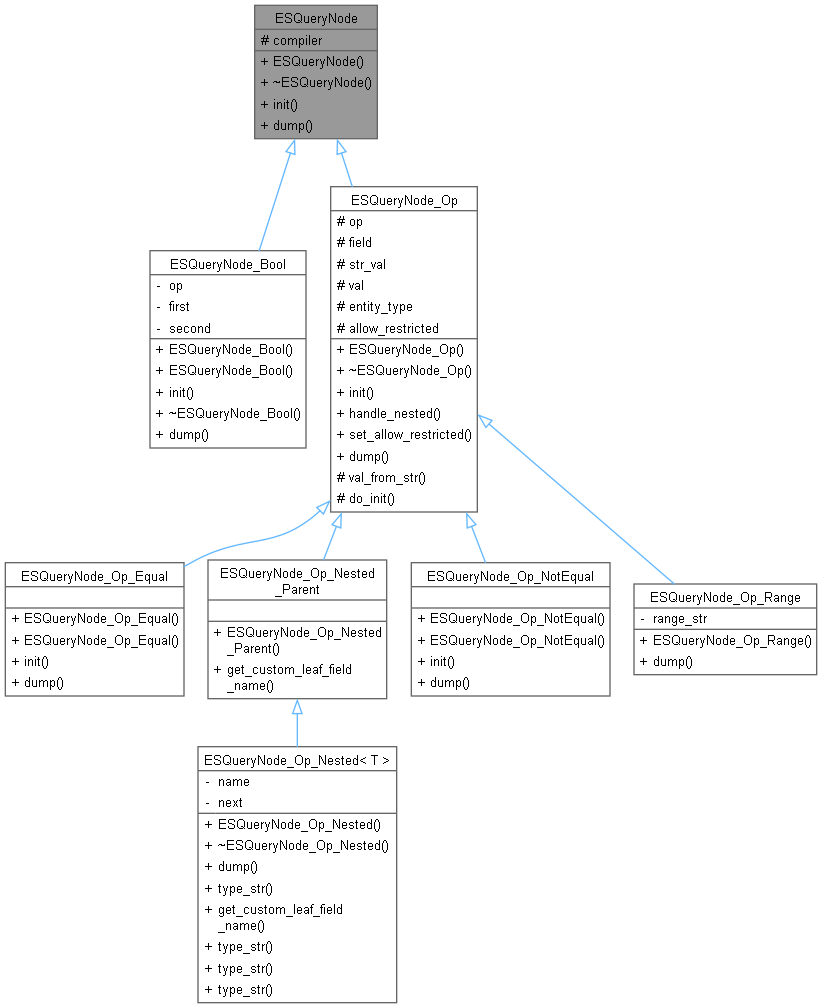 ESQueryNode
# compiler
+ ESQueryNode()
+ ~ESQueryNode()
+ init()
+ dump()
ESQueryNode_Op
# op
# field
# str_val
# val
# entity_type
# allow_restricted
+ ESQueryNode_Op()
+ ~ESQueryNode_Op()
+ init()
+ handle_nested()
+ set_allow_restricted()
+ dump()
# val_from_str()
# do_init()
ESQueryNode_Bool
- op
- first
- second
+ ESQueryNode_Bool()
+ ESQueryNode_Bool()
+ init()
+ ~ESQueryNode_Bool()
+ dump()
ESQueryNode_Op_Equal
+ ESQueryNode_Op_Equal()
+ ESQueryNode_Op_Equal()
+ init()
+ dump()
ESQueryNode_Op_Nested
_Parent
+ ESQueryNode_Op_Nested
_Parent()
+ get_custom_leaf_field
_name()
ESQueryNode_Op_NotEqual
+ ESQueryNode_Op_NotEqual()
+ ESQueryNode_Op_NotEqual()
+ init()
+ dump()
ESQueryNode_Op_Range
- range_str
+ ESQueryNode_Op_Range()
+ dump()
ESQueryNode_Op_Nested< T >
- name
- next
+ ESQueryNode_Op_Nested()
+ ~ESQueryNode_Op_Nested()
+ dump()
+ type_str()
+ get_custom_leaf_field
_name()
+ type_str()
+ type_str()
+ type_str()